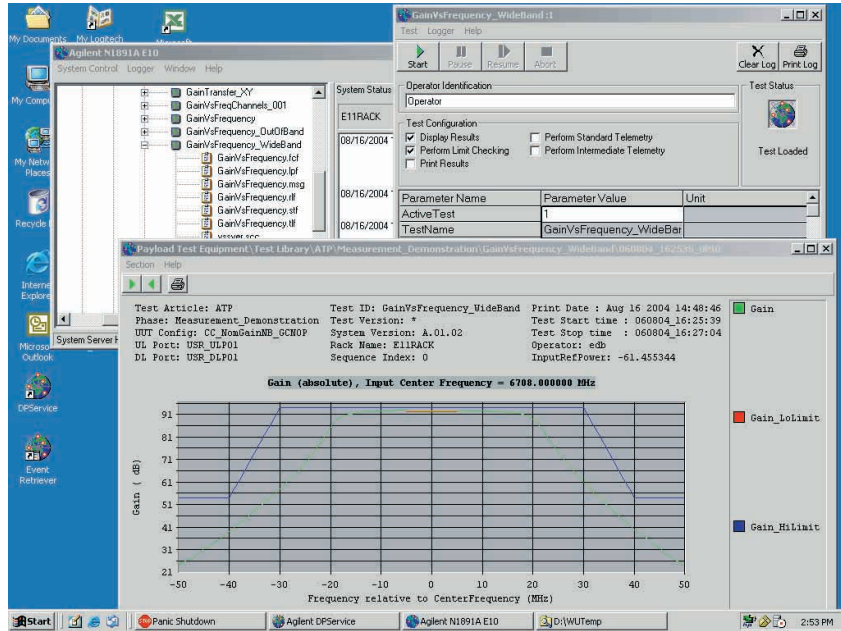 My Documents
My Logitech
My Compu
My Netw
Places
Recycle
Interne
Explore
Microso
Outlook
DPService
Event
Retriever
Agilent N1891A E10
System Control Logger Window Help
GainTransfer_XY
GainVsFreqChannels_001
GainVsFrequency
GainVsFrequency_OutOfBand
GainVsFrequency_WideBand
GainVsFrequency.fcf
GainVsFrequency.lpf
GainVsFrequency.msg
GainVsFrequency.rlf
GainVsFrequency.stf
GainVsFrequency.tlf
vssver.scc
System Server H
System Status
E11RACK
08/16/2004
08/16/2004
08/16/2004
GainVsFrequency_WideBand :1
Test Logger Help
Start Pause Resume Abort
Clear Log Print Log
Operator Identification
Operator
Test Configuration
Display Results
Perform Limit Checking
Print Results
Perform Standard Telemetry
Perform Intermediate Telemetry
Test Status
Test Loaded
Parameter Name Parameter Value Unit
ActiveTest 1
TestName GainVsFrequency_WideBar
Payload Test Equipment\Test Library\ATP\Measurement_Demonstration\GainVsFrequency_WideBand\060804_162539_UP10
Section Help
Test Article: ATP Test ID: GainVsFrequency_WideBand Print Date : Aug 16 2004 14:48:46
Phase: Measurement_Demonstration Test Version: * Test Start time : 060804_16:25:39
UUT Config: CC_NomGainNB_GCNOP System Version: A.01.02 Test Stop time : 060804_16:27:04
UL Port: USR_ULP01 Rack Name: E11RACK Operator: edb
DL Port: USR_DLP01 Sequence Index: 0 InputRefPower: -61.455344
Gain (absolute), Input Center Frequency = 6708.000000 MHz
Gain ( dB)
91
81
71
61
51
41
31
21
-50 -40 -30 -20 -10 0 10 20 30 40 50
Frequency relative to CenterFrequency (MHz)
Gain
Gain_LoLimit
Gain_HiLimit
Start
Panic Shutdown
Agilent DPService
Agilent N1891A E10
D:\WUTemp
2:53 PM